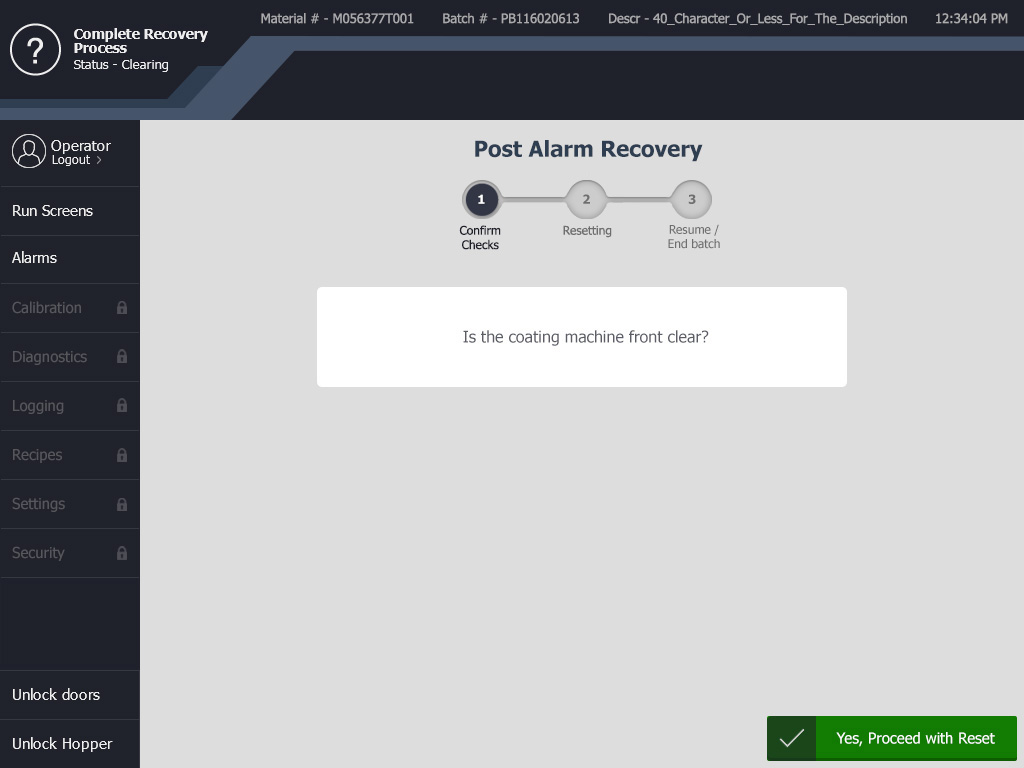 Material # - M056377T001 Batch # - PB116020613 Descr - 40_Character_Or_Less_For_The_Description 12:34:04 PM
?
Complete Recovery
Process
Status - Clearing
Operator
Logout >
Run Screens
Alarms
Calibration
Diagnostics
Logging
Recipes
Settings
Security
Unlock doors
Unlock Hopper
Post Alarm Recovery
1 2 3
Confirm
Checks
Resetting
Resume /
End batch
Is the coating machine front clear?
Yes, Proceed with Reset